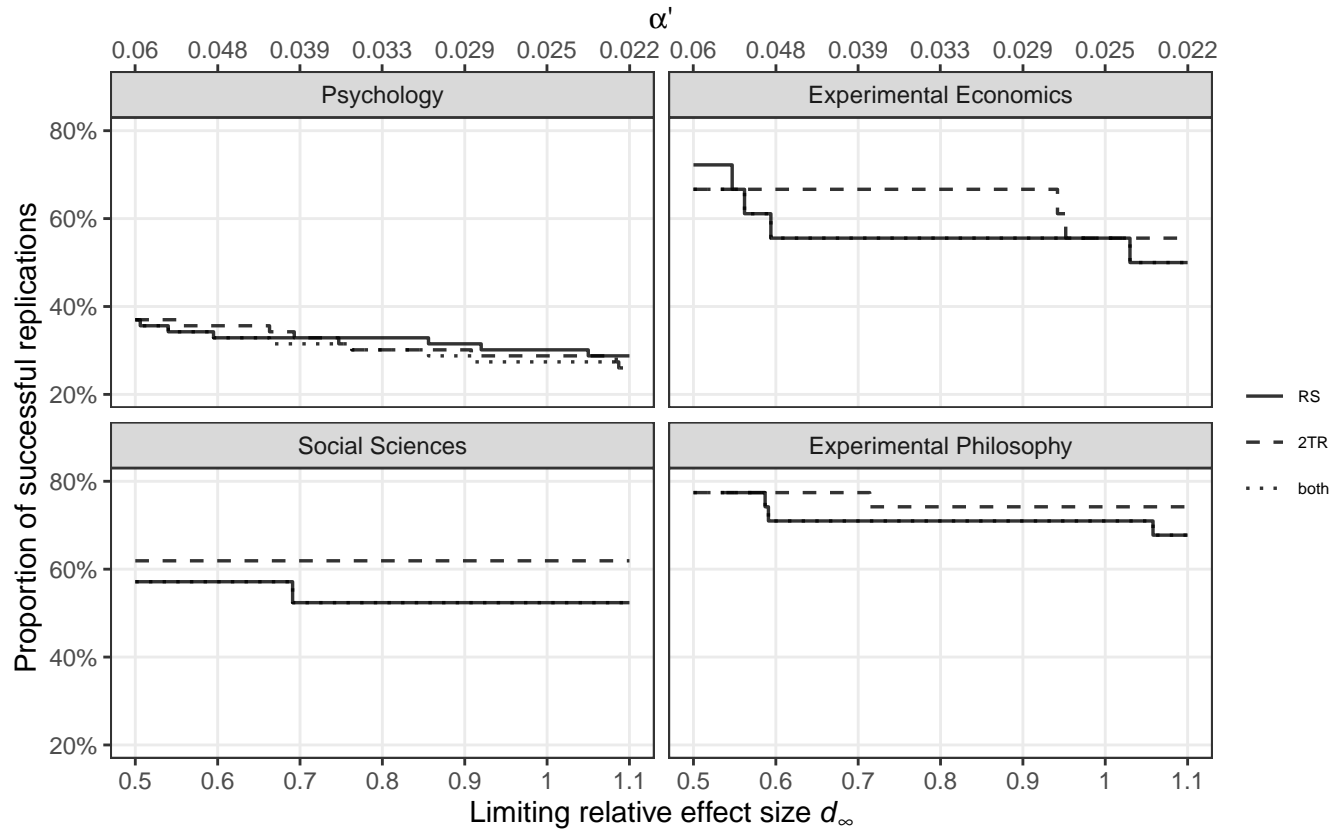 α'
0.06 0.048 0.039 0.033 0.029 0.025 0.022
0.06 0.048 0.039 0.033 0.029 0.025 0.022
Psychology
Experimental Economics
80%
60%
40%
20%
Social Sciences
Experimental Philosophy
80%
60%
40%
20%
0.5 0.6 0.7 0.8 0.9 1 1.1
0.5 0.6 0.7 0.8 0.9 1 1.1
Limiting relative effect size d∞
Proportion of successful replications
RS
2TR
both